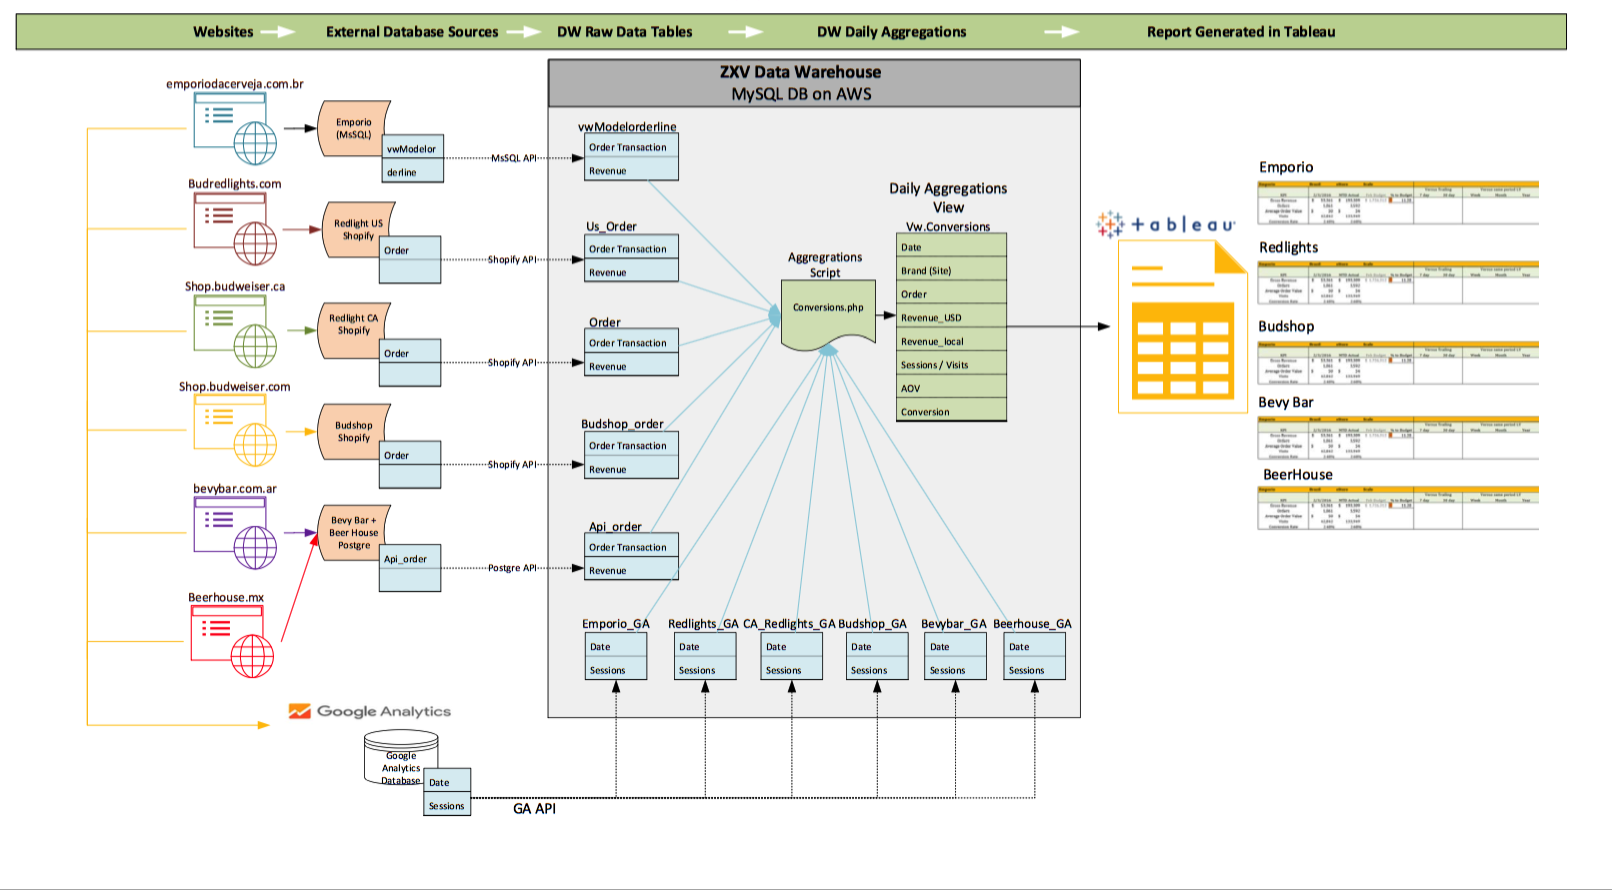 Websites
External Database Sources
DW Raw Data Tables
DW Daily Aggregations
Report Generated in Tableau
ZXV Data Warehouse
MySQL DB on AWS
emporiodacerveja.com.br
Emporio
(MsSQL)
vwModelor
derline
MsSQL API
vwModelorderline
Order Transaction
Revenue
Budredlights.com
Redlight US
Shopify
Order
Shopify API
Us_Order
Order Transaction
Revenue
Shop.budweiser.ca
Redlight CA
Shopify
Order
Shopify API
Order
Order Transaction
Revenue
Shop.budweiser.com
Budshop
Shopify
Order
Shopify API
Budshop_order
Order Transaction
Revenue
bevybar.com.ar
Bevy Bar +
Beer House
Postgre
Api_order
Postgre API
Api_order
Order Transaction
Revenue
Beerhouse.mx
Aggregrations
Script
Conversions.php
Daily Aggregations
View
Vw.Conversions
Date
Brand (Site)
Order
Revenue_USD
Revenue_local
Sessions / Visits
AOV
Conversion
Emporio_GA
Date
Sessions
Redlights_GA
Date
Sessions
CA_Redlights_GA
Date
Sessions
Budshop_GA
Date
Sessions
Bevybar_GA
Date
Sessions
Beerhouse_GA
Date
Sessions
Google Analytics
Google
Analytics
Database
Date
Sessions
GA API
tableau
Emporio
Redlights
Budshop
Bevy Bar
BeerHouse